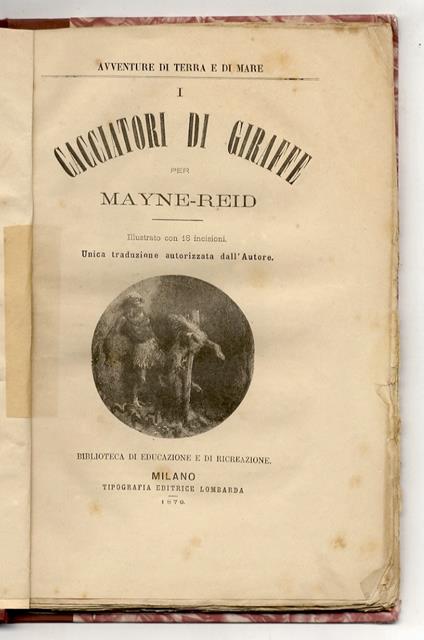 AVVENTURE DI TERRA E DI MARE
I
CACCIATORI DI GIRAFFE
PER
MAYNE-REID
Illustrato con 18 incisioni.
Unica traduzione autorizzata dall'Autore.
BIBLIOTECA DI EDUCAZIONE E DI RICREAZIONE.
MILANO
TIPOGRAFIA EDITRICE LOMBARDA
1879.